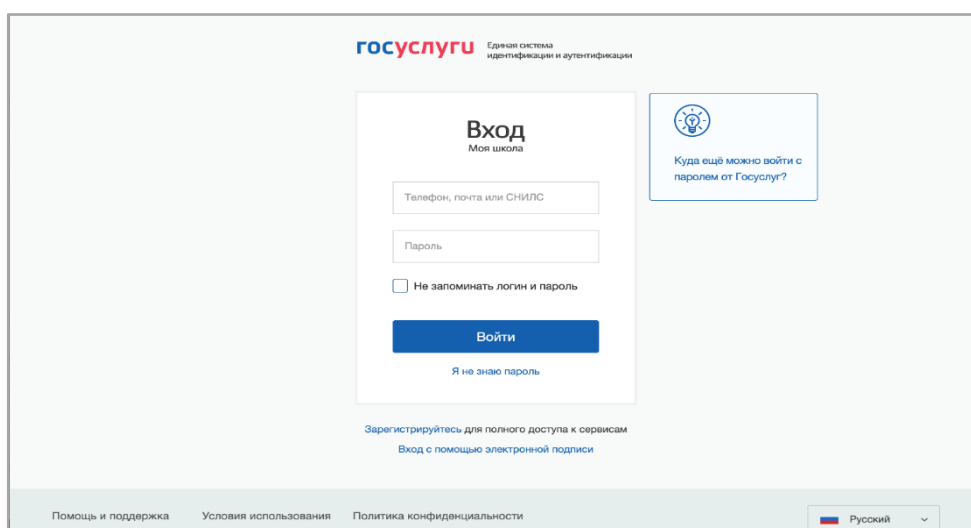 госуслуги
Единая система
идентификации и аутентификации
Вход
Моя школа
Телефон, почта или СНИЛС
Пароль
Не запоминать логин и пароль
Войти
Я не знаю пароль
Куда ещё можно войти с
паролем от Госуслуг?
Зарегистрируйтесь для полного доступа к сервисам
Вход с помощью электронной подписи
Помощь и поддержка
Условия использования
Политика конфиденциальности
Русский